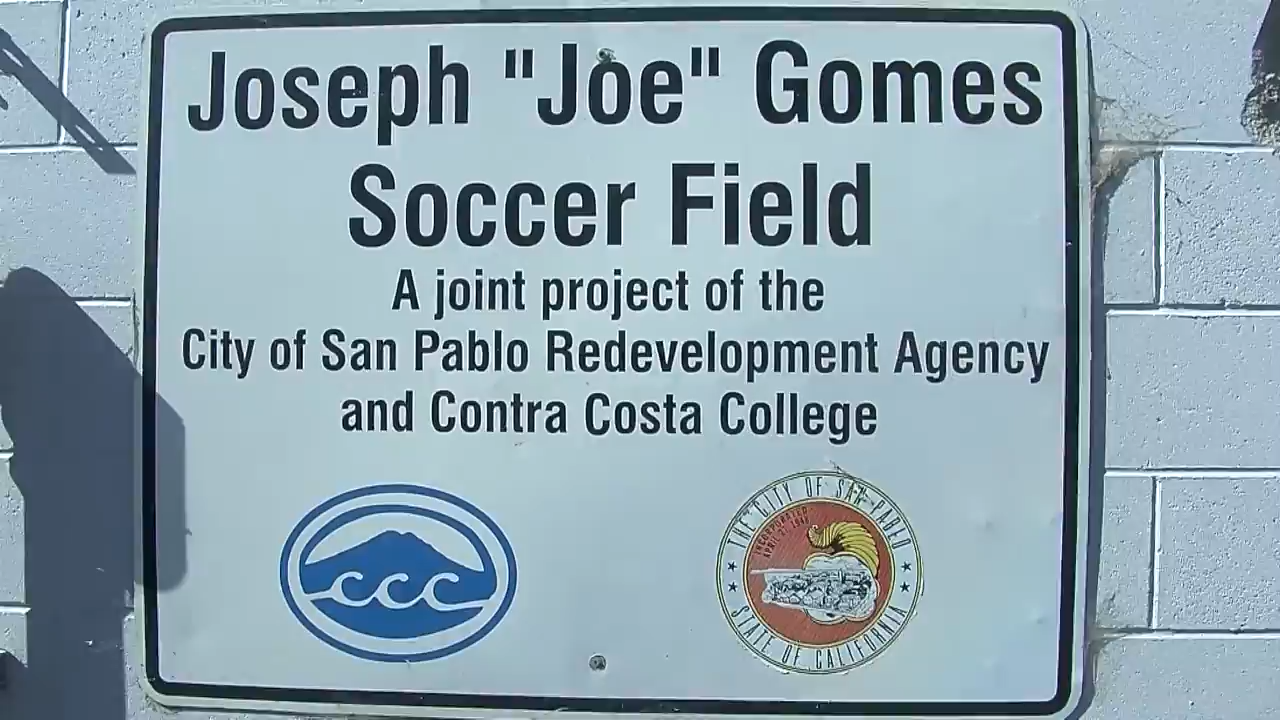 Joseph "Joe" Gomes
Soccer Field
A joint project of the
City of San Pablo Redevelopment Agency
and Contra Costa College
ccc
THE CITY OF SAN PABLO
INCORPORATED
APRIL 27, 1948
STATE OF CALIFORNIA